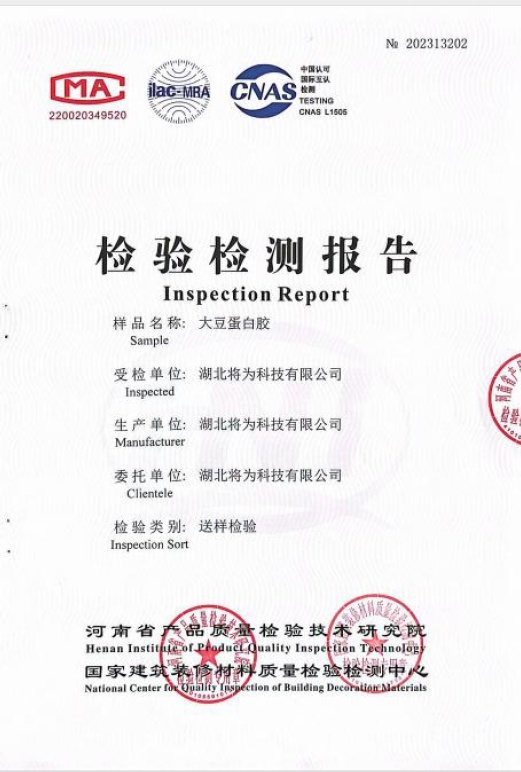 № 202313202
MA
220020349520
ilac-MRA
CNAS
中国认可
国际互认
检测
TESTING
CNAS L1505
检验检测报告
Inspection Report
样品名称: 大豆蛋白胶
Sample
受检单位: 湖北将为科技有限公司
Inspected
生产单位: 湖北将为科技有限公司
Manufacturer
委托单位: 湖北将为科技有限公司
Clientele
检验类别: 送样检验
Inspection Sort
河南省产品质量检验技术研究院
Henan Institute of Product Quality Inspection Technology
国家建筑装修材料质量检验检测中心
National Center for Quality Inspection of Building Decoration Materials